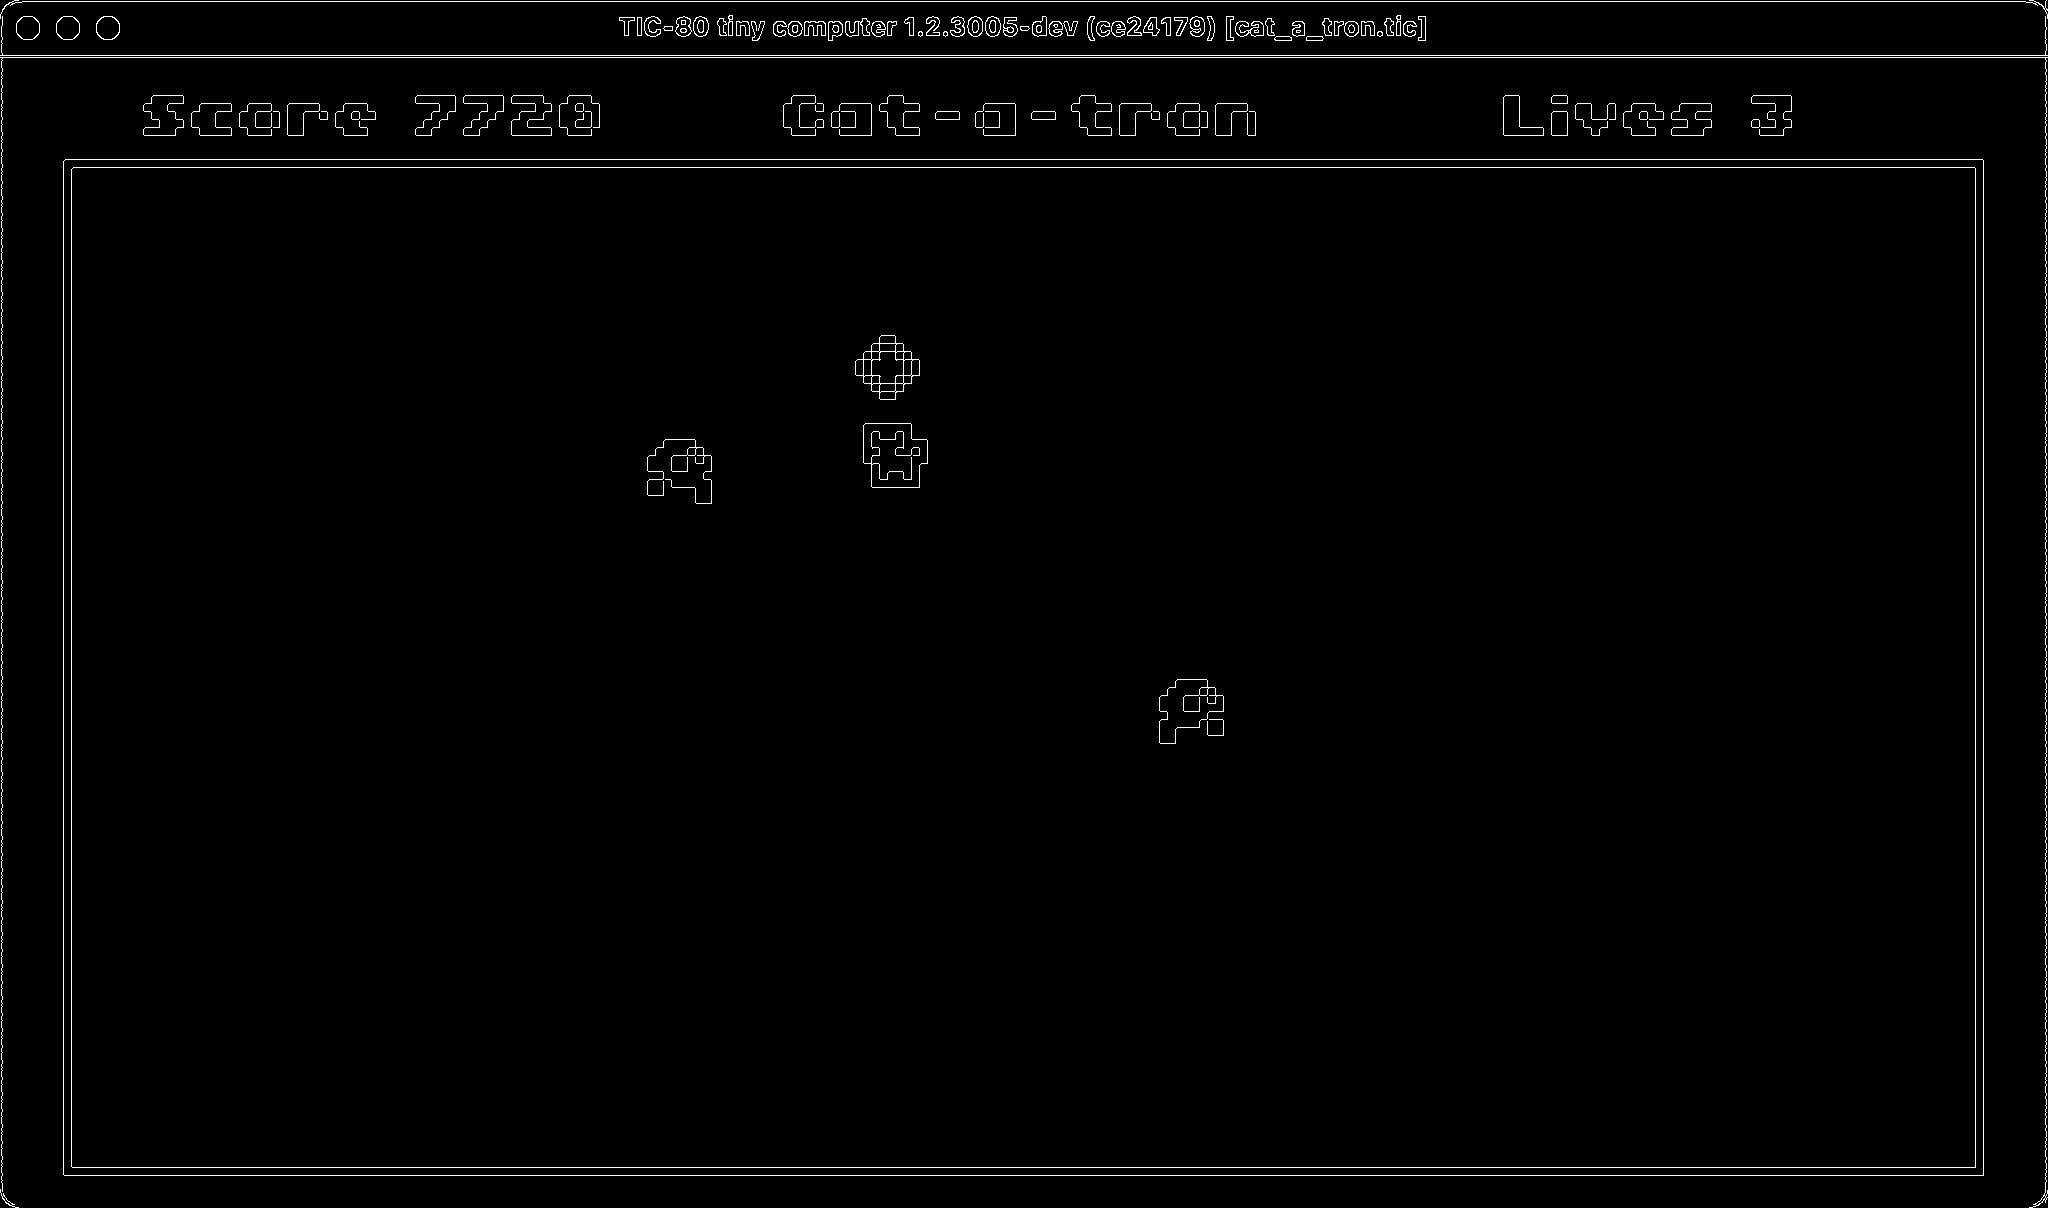 TIC-80 tiny computer 1.2.3005-dev (ce24179) [cat_a_tron.tic]
Score 7720 Cat-a-tron Lives 3